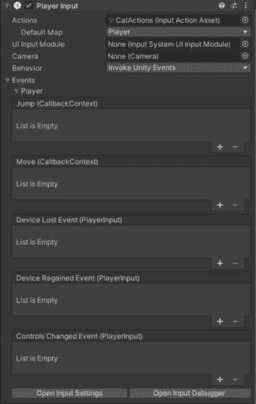 Player Input
Actions CalActions (Input Action Asset)
Default Map Player
UI Input Module None (Input System UI Input Module)
Camera None (Camera)
Behavior Invoke Unity Events
Events
Player
Jump (CallbackContext)
List is Empty
+ −
Move (CallbackContext)
List is Empty
+ −
Device Lost Event (PlayerInput)
List is Empty
+ −
Device Regained Event (PlayerInput)
List is Empty
+ −
Controls Changed Event (PlayerInput)
List is Empty
+ −
Open Input Settings Open Input Debugger